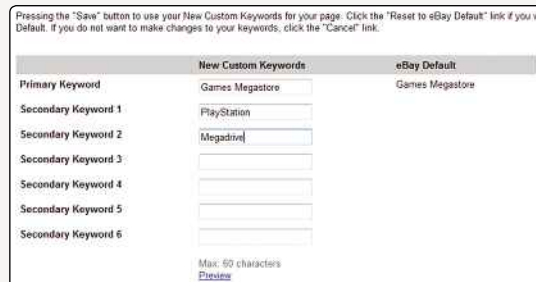 Pressing the "Save" button to use your New Custom Keywords for your page. Click the "Reset to eBay Default" link if you
Default. If you do not want to make changes to your keywords, click the "Cancel" link.
New Custom Keywords eBay Default
Primary Keyword Games Megastore Games Megastore
Secondary Keyword 1 PlayStation
Secondary Keyword 2 Megadrive
Secondary Keyword 3
Secondary Keyword 4
Secondary Keyword 5
Secondary Keyword 6
Max: 60 characters
Preview